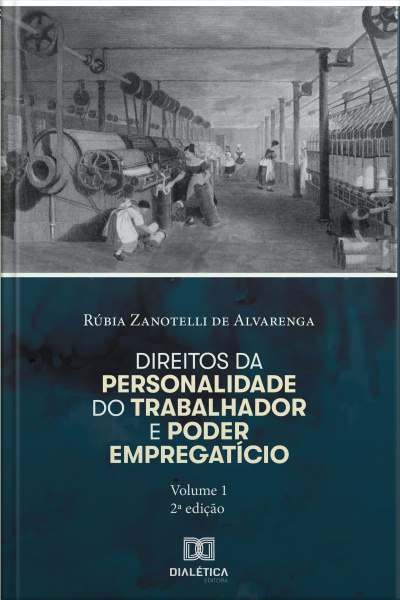 RÚBIA ZANOTELLI DE ALVARENGA
DIREITOS DA
PERSONALIDADE
DO TRABALHADOR
E PODER
EMPREGATÍCIO
Volume 1
2ª edição
DIALÉTICA
EDITORA